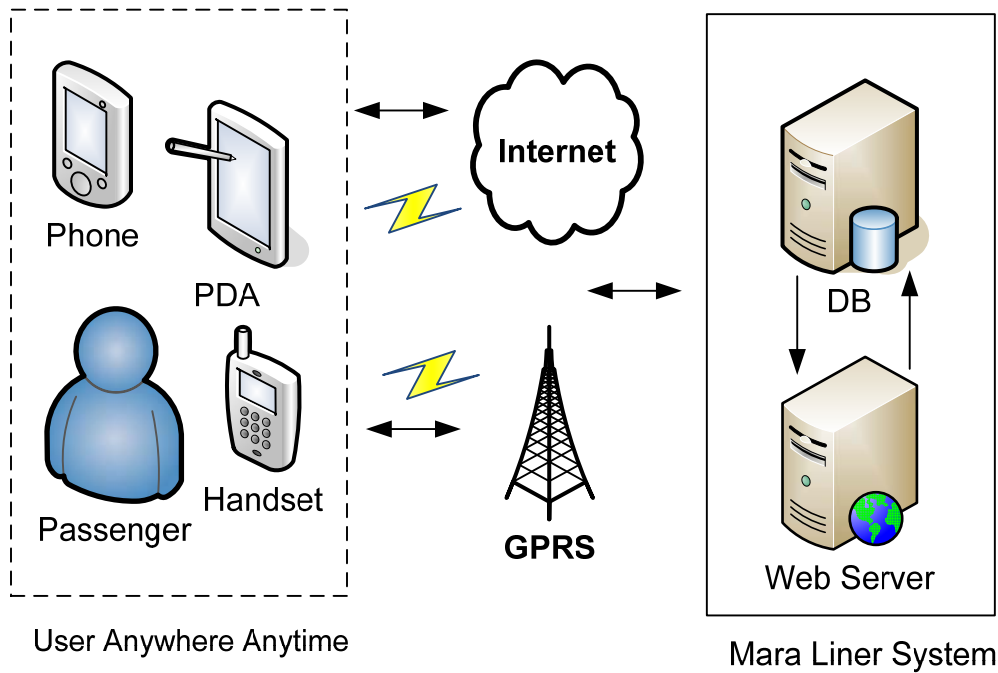 Phone
PDA
Passenger
Handset
User Anywhere Anytime
Internet
GPRS
DB
Web Server
Mara Liner System